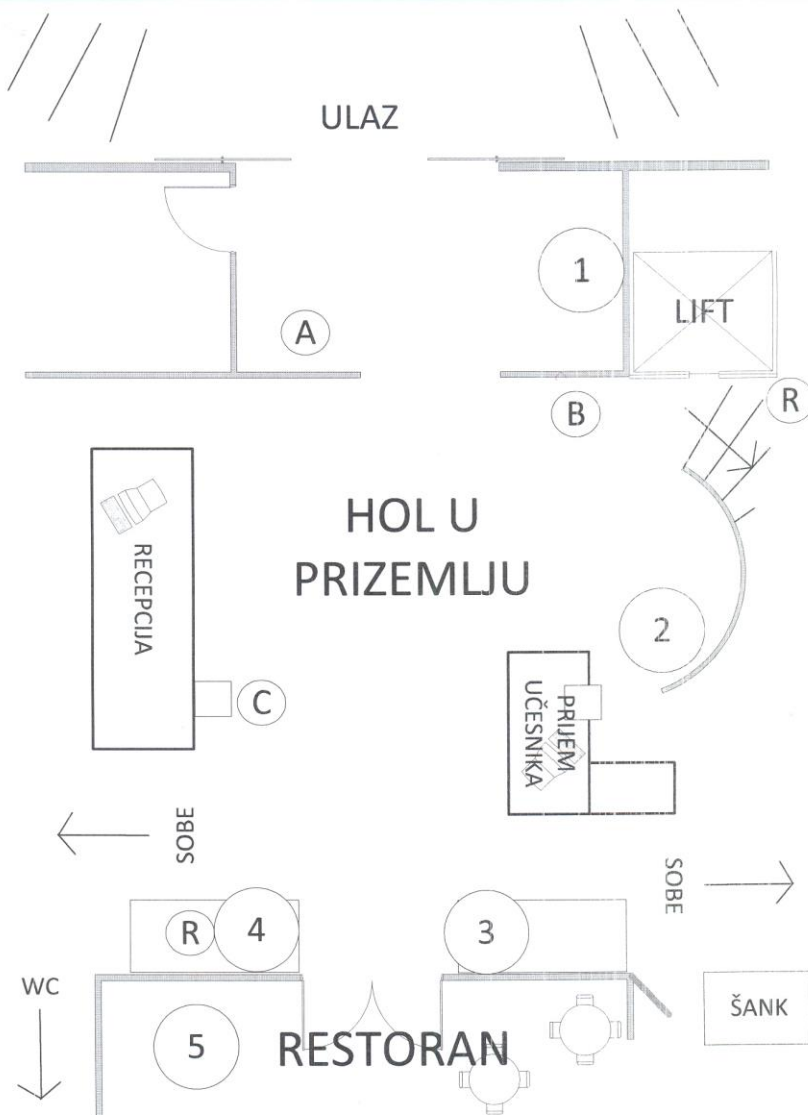 ULAZ
1
LIFT
A
B
R
HOL U
PRIZEMLJU
RECEPCIJA
2
PRIJEM
UČESNIKA
C
SOBE
SOBE
R
4
3
WC
5
RESTORAN
ŠANK